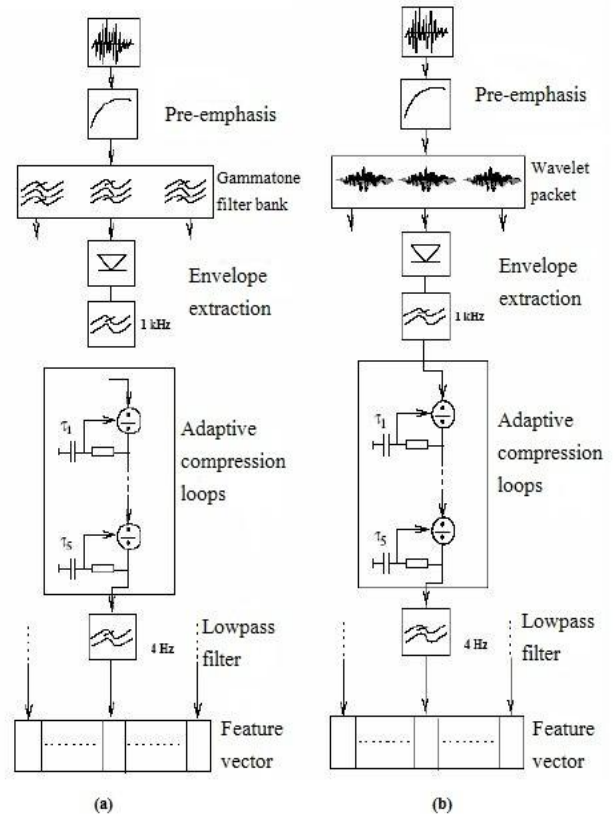 Pre-emphasis
Gammatone
filter bank
Envelope
extraction
1 kHz
τ1
Adaptive
compression
loops
τ5
Lowpass
filter
4 Hz
Feature
vector
(a)
Pre-emphasis
Wavelet
packet
Envelope
extraction
1 kHz
τ1
Adaptive
compression
loops
τ5
Lowpass
filter
4 Hz
Feature
vector
(b)